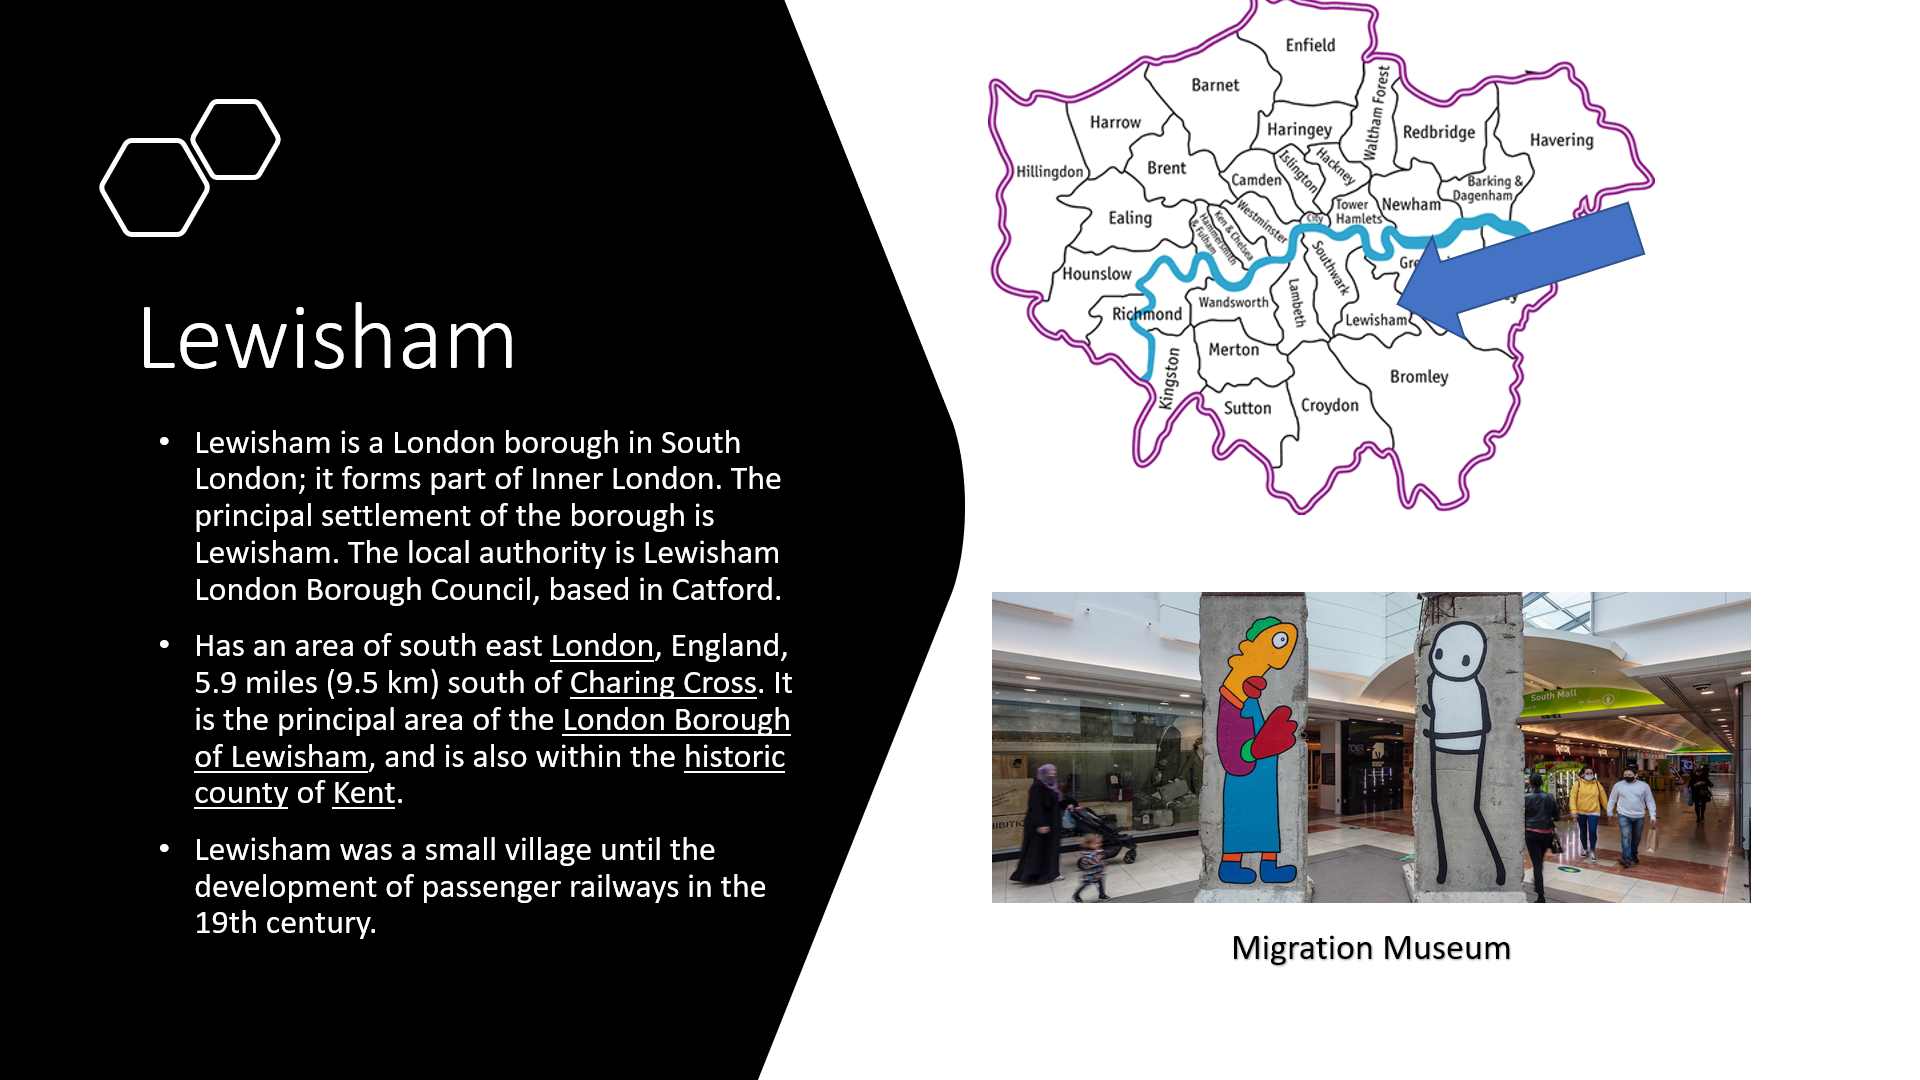 Lewisham
• Lewisham is a London borough in South
London; it forms part of Inner London. The
principal settlement of the borough is
Lewisham. The local authority is Lewisham
London Borough Council, based in Catford.
• Has an area of south east London, England,
5.9 miles (9.5 km) south of Charing Cross. It
is the principal area of the London Borough
of Lewisham, and is also within the historic
county of Kent.
• Lewisham was a small village until the
development of passenger railways in the
19th century.
Enfield
Barnet
Waltham Forest
Harrow
Haringey
Redbridge
Havering
Hillingdon
Brent
Camden
Islington
Hackney
Barking &
Dagenham
Ealing
Hammersmith
& Fulham
Ken & Chelsea
Westminster
City
Tower
Hamlets
Newham
Hounslow
Richmond
Wandsworth
Lambeth
Southwark
Lewisham
Gre
Kingston
Merton
Bromley
Sutton
Croydon
South Mall
Migration Museum